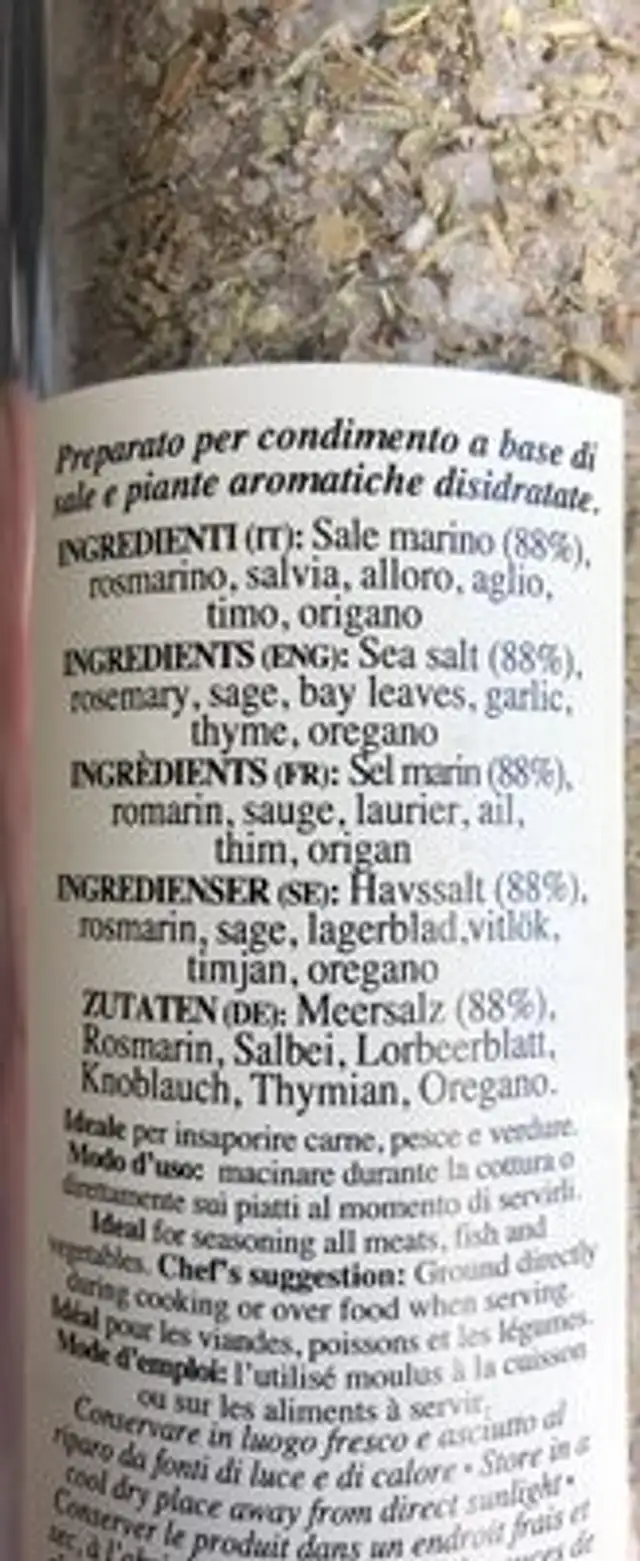 Preparato per condimento a base di
sale e piante aromatiche disidratate.
INGREDIENTI (IT): Sale marino (88%),
rosmarino, salvia, alloro, aglio,
timo, origano
INGREDIENTS (ENG): Sea salt (88%),
rosemary, sage, bay leaves, garlic,
thyme, oregano
INGRÈDIENTS (FR): Sel marin (88%),
romarin, sauge, laurier, ail,
thim, origan
INGREDIENSER (SE): Havssalt (88%),
rosmarin, sage, lagerblad,vitlök,
timjan, oregano
ZUTATEN (DE): Meersalz (88%),
Rosmarin, Salbei, Lorbeerblatt,
Knoblauch, Thymian, Oregano.
Ideale per insaporire carne, pesce e verdure.
Modo d'uso: macinare durante la cottura o
direttamente sui piatti al momento di servirli.
Ideal for seasoning all meats, fish and
vegetables. Chef's suggestion: Ground directly
during cooking or over food when serving.
Idéal pour les viandes, poissons et les légumes.
Mode d'emploi: l'utilisé moulus à la cuisson
ou sur les aliments à servir.
Conservare in luogo fresco e asciutto al
riparo da fonti di luce e di calore • Store in a
cool dry place away from direct sunlight •
Conserver le produit dans un endroit frais et
sec, à